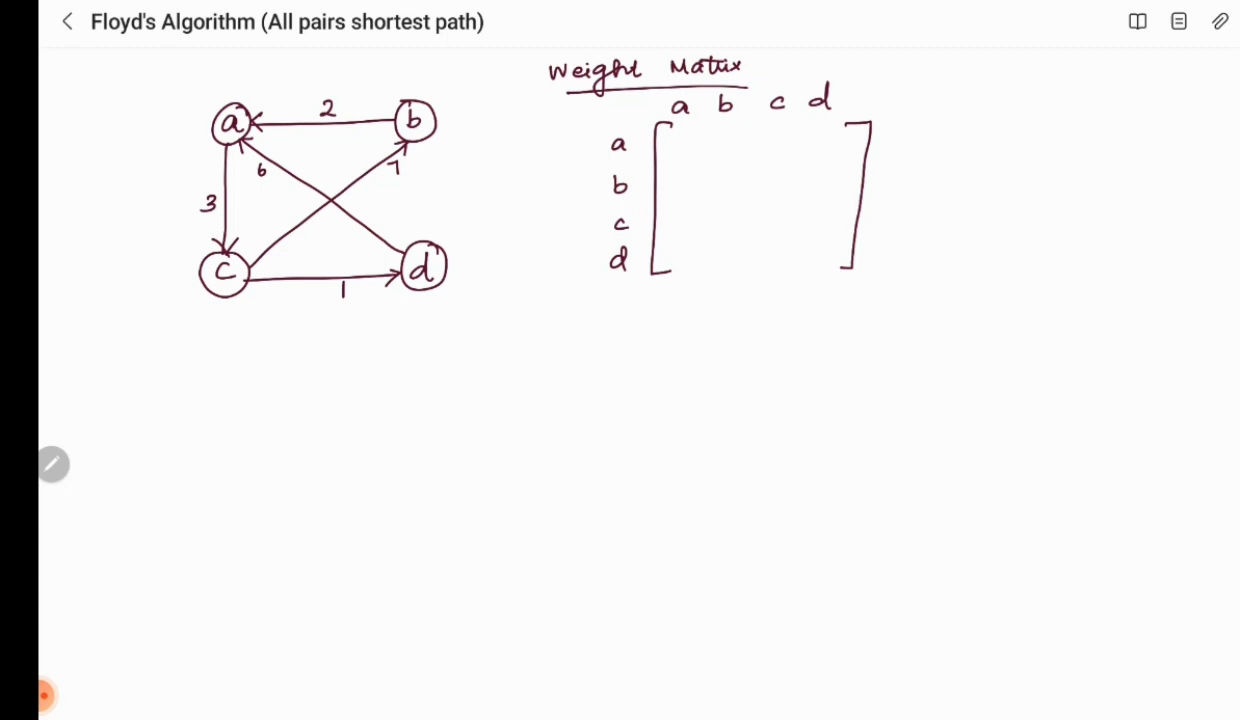 Floyd's Algorithm (All pairs shortest path)
Weight Matrix
a b c d
a
b
c
d
a 2 b
6 7
3
c d
1